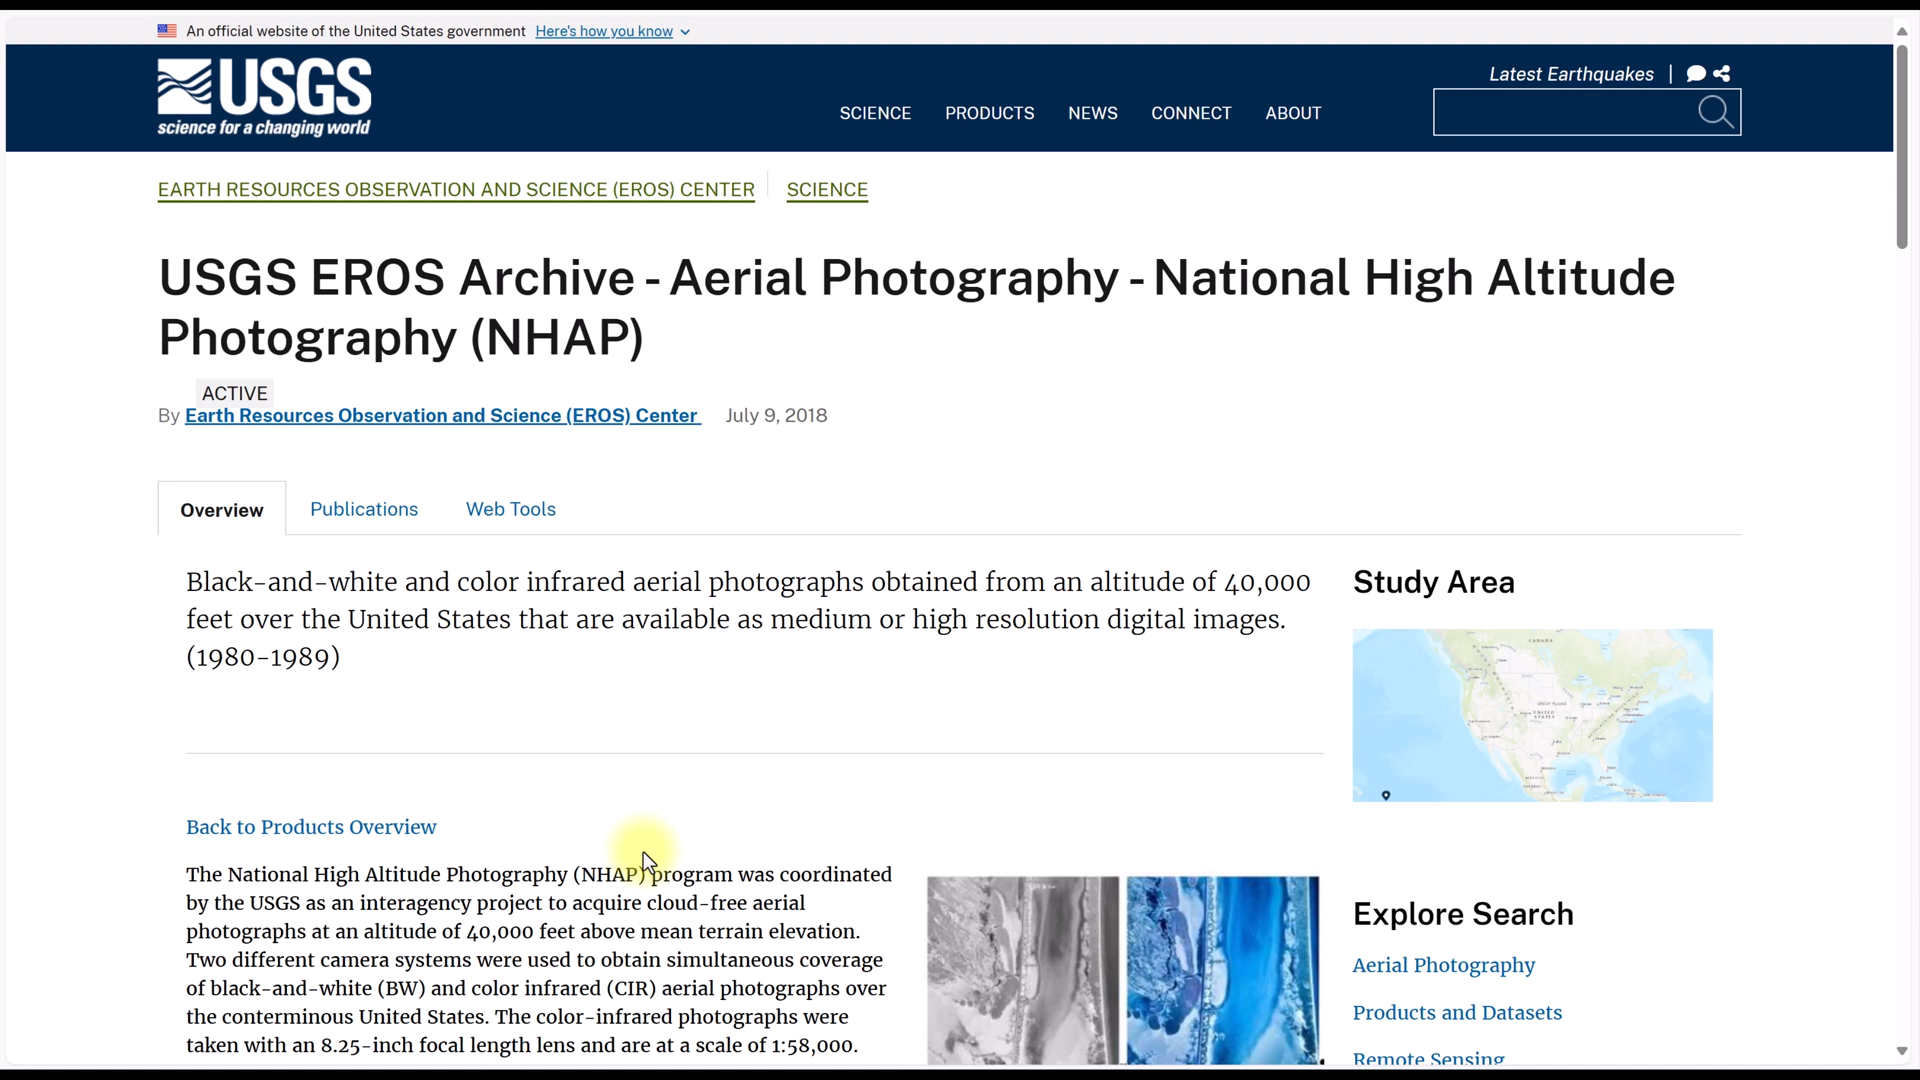 An official website of the United States government Here's how you know
USGS
science for a changing world
Latest Earthquakes |
SCIENCE PRODUCTS NEWS CONNECT ABOUT
EARTH RESOURCES OBSERVATION AND SCIENCE (EROS) CENTER SCIENCE
USGS EROS Archive - Aerial Photography - National High Altitude
Photography (NHAP)
ACTIVE
By Earth Resources Observation and Science (EROS) Center July 9, 2018
Overview Publications Web Tools
Black-and-white and color infrared aerial photographs obtained from an altitude of 40,000
feet over the United States that are available as medium or high resolution digital images.
(1980-1989)
Study Area
CANADA
UNITED
STATES
Back to Products Overview
The National High Altitude Photography (NHAP) program was coordinated
by the USGS as an interagency project to acquire cloud-free aerial
photographs at an altitude of 40,000 feet above mean terrain elevation.
Two different camera systems were used to obtain simultaneous coverage
of black-and-white (BW) and color infrared (CIR) aerial photographs over
the conterminous United States. The color-infrared photographs were
taken with an 8.25-inch focal length lens and are at a scale of 1:58,000.
Explore Search
Aerial Photography
Products and Datasets
Remote Sensing